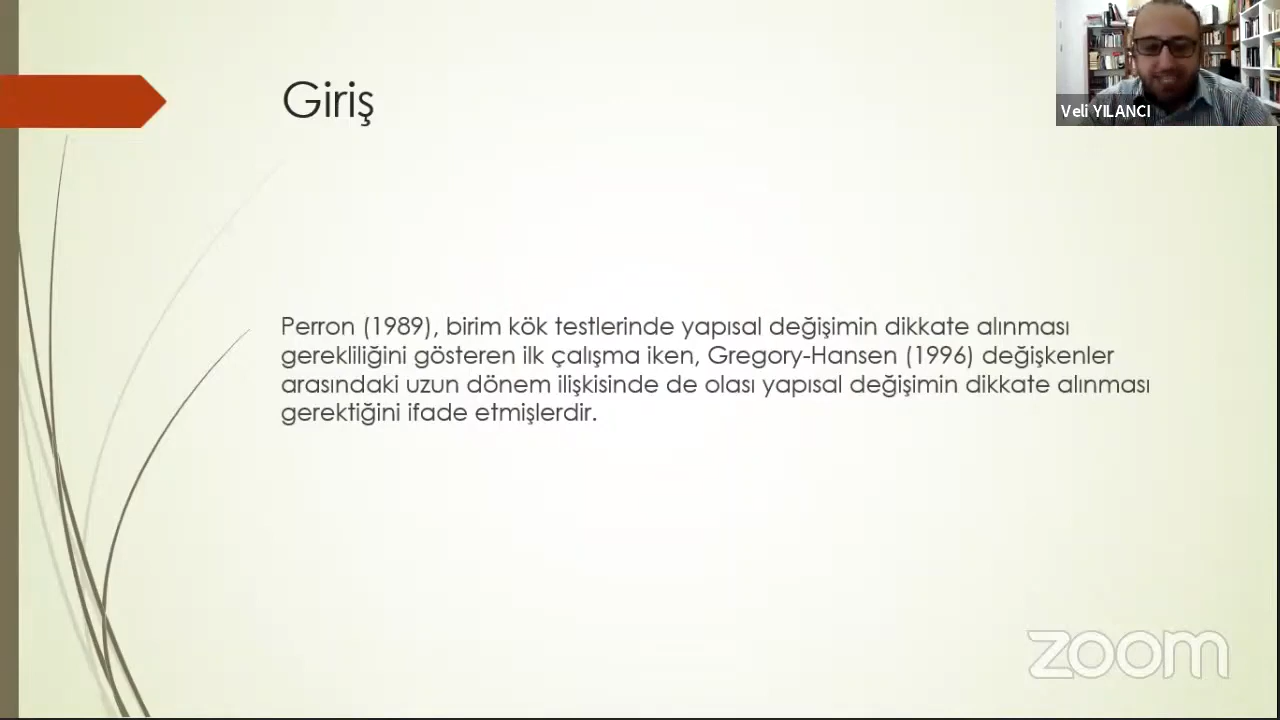 Giriş
Veli YILANCI
Perron (1989), birim kök testlerinde yapısal değişimin dikkate alınması
gerekliliğini gösteren ilk çalışma iken, Gregory-Hansen (1996) değişkenler
arasındaki uzun dönem ilişkisinde de olası yapısal değişimin dikkate alınması
gerektiğini ifade etmişlerdir.
zoom